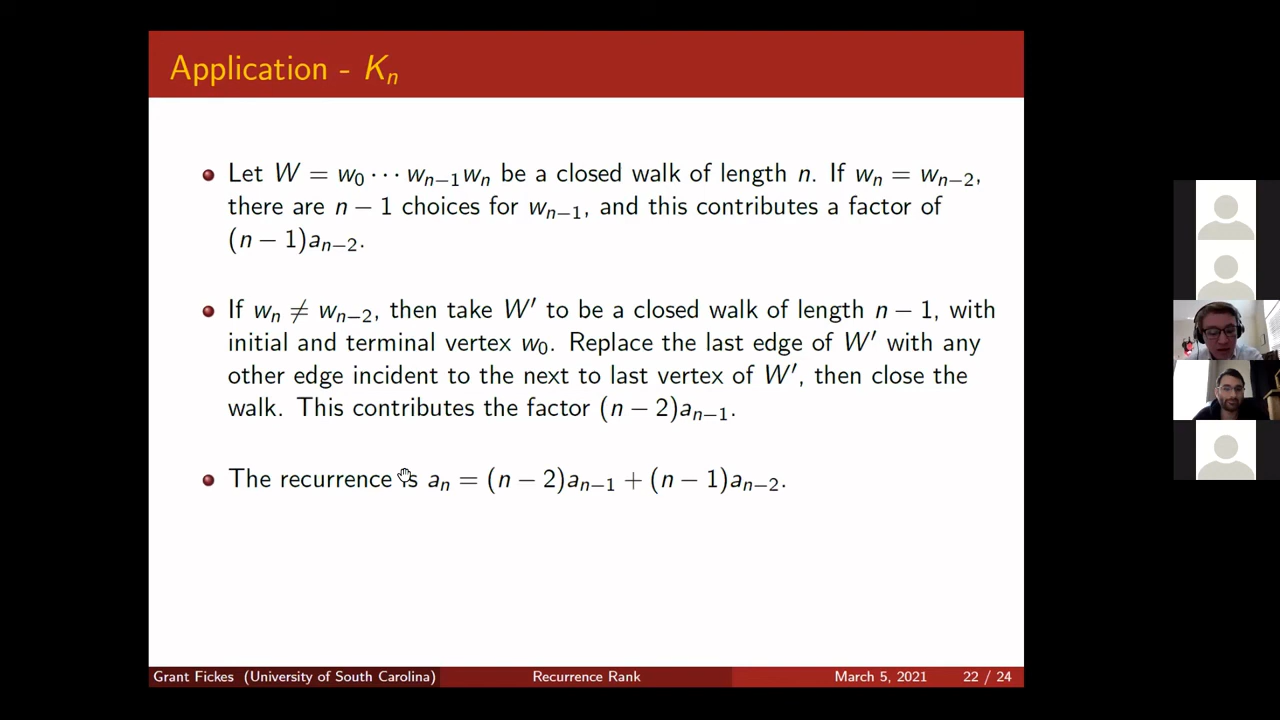 Application - Kₙ
Let W = w₀ ⋯ wₙ₋₁wₙ be a closed walk of length n. If wₙ = wₙ₋₂,
there are n − 1 choices for wₙ₋₁, and this contributes a factor of
(n − 1)aₙ₋₂.
If wₙ ≠ wₙ₋₂, then take W′ to be a closed walk of length n − 1, with
initial and terminal vertex w₀. Replace the last edge of W′ with any
other edge incident to the next to last vertex of W′, then close the
walk. This contributes the factor (n − 2)aₙ₋₁.
The recurrence is aₙ = (n − 2)aₙ₋₁ + (n − 1)aₙ₋₂.
Grant Fickes (University of South Carolina) Recurrence Rank March 5, 2021 22 / 24